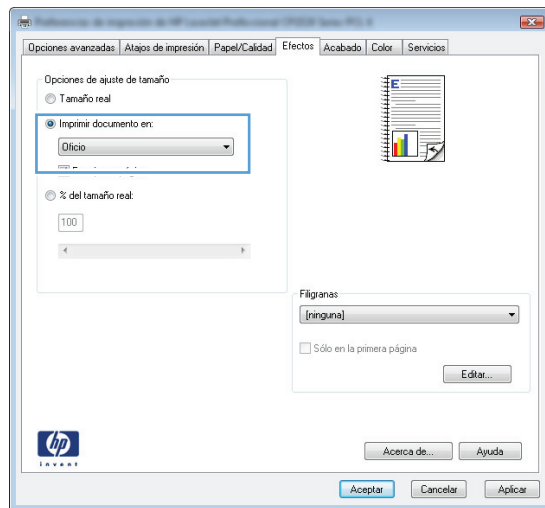 Opciones avanzadas Atajos de impresión Papel/Calidad Efectos Acabado Color Servicios
Opciones de ajuste de tamaño
Tamaño real
Imprimir documento en:
Oficio
% del tamaño real:
100
E
Filigranas
[ninguna]
Sólo en la primera página
Editar...
hp
invent
Acerca de... Ayuda
Aceptar Cancelar Aplicar